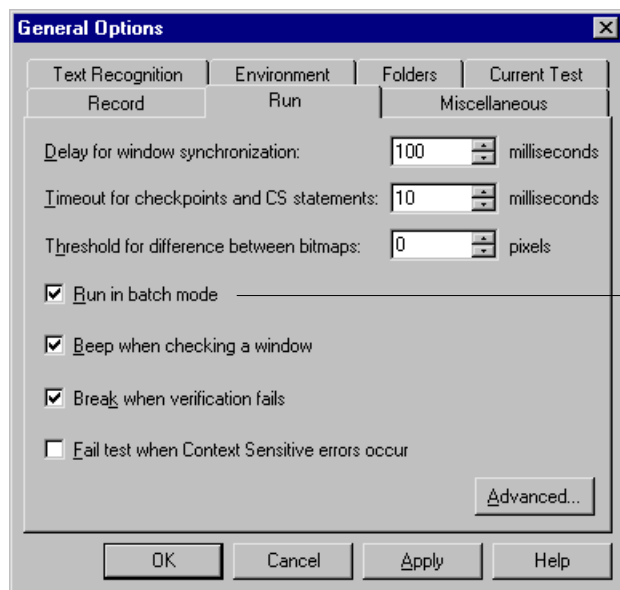 General Options
Text Recognition Environment Folders Current Test
Record Run Miscellaneous
Delay for window synchronization: 100 milliseconds
Timeout for checkpoints and CS statements: 10 milliseconds
Threshold for difference between bitmaps: 0 pixels
Run in batch mode
Beep when checking a window
Break when verification fails
Fail test when Context Sensitive errors occur
Advanced...
OK Cancel Apply Help